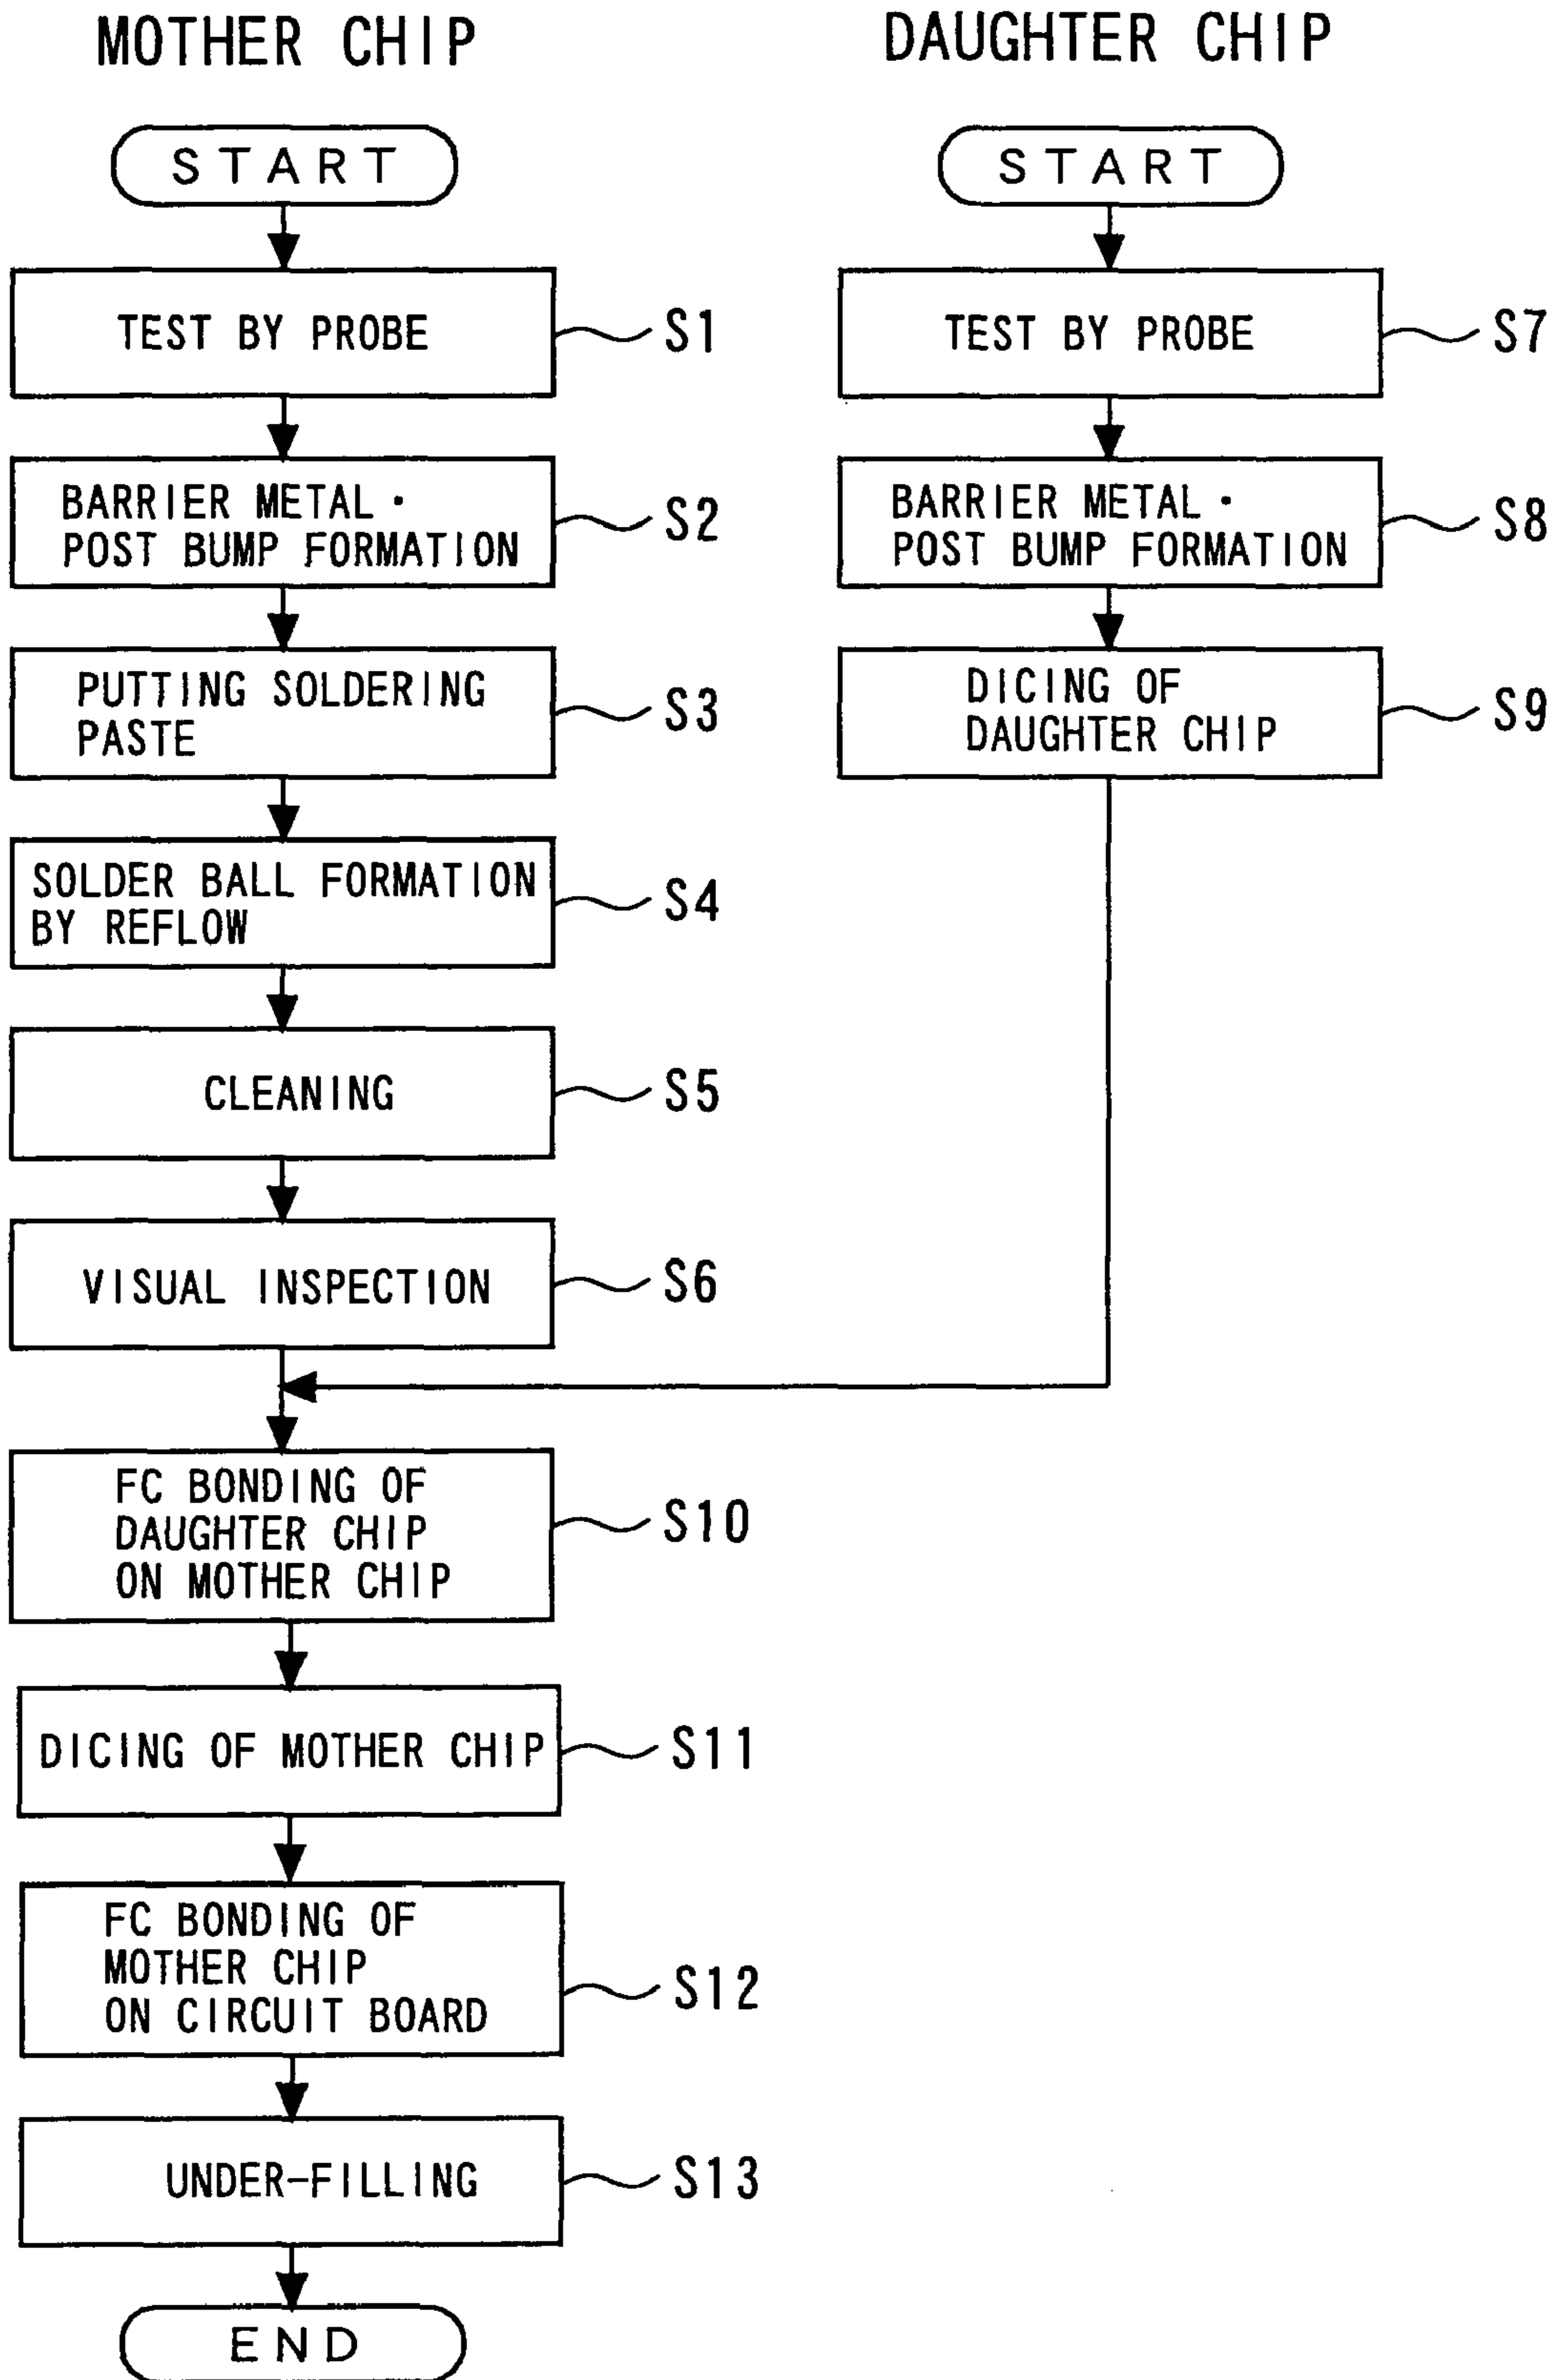 MOTHER CHIP
START
TEST BY PROBE
S1
BARRIER METAL・
POST BUMP FORMATION
S2
PUTTING SOLDERING
PASTE
S3
SOLDER BALL FORMATION
BY REFLOW
S4
CLEANING
S5
VISUAL INSPECTION
S6
DAUGHTER CHIP
START
TEST BY PROBE
S7
BARRIER METAL・
POST BUMP FORMATION
S8
DICING OF
DAUGHTER CHIP
S9
FC BONDING OF
DAUGHTER CHIP
ON MOTHER CHIP
S10
DICING OF MOTHER CHIP
S11
FC BONDING OF
MOTHER CHIP
ON CIRCUIT BOARD
S12
UNDER-FILLING
S13
END